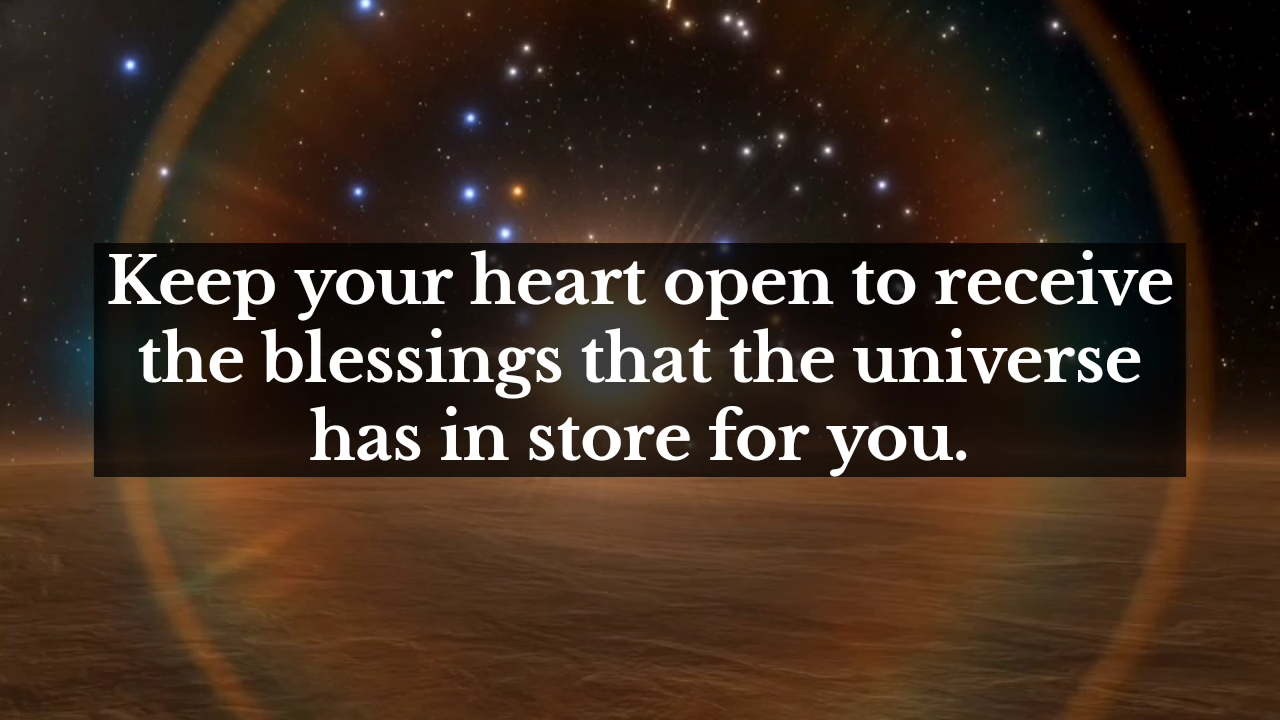 Keep your heart open to receive
the blessings that the universe
has in store for you.